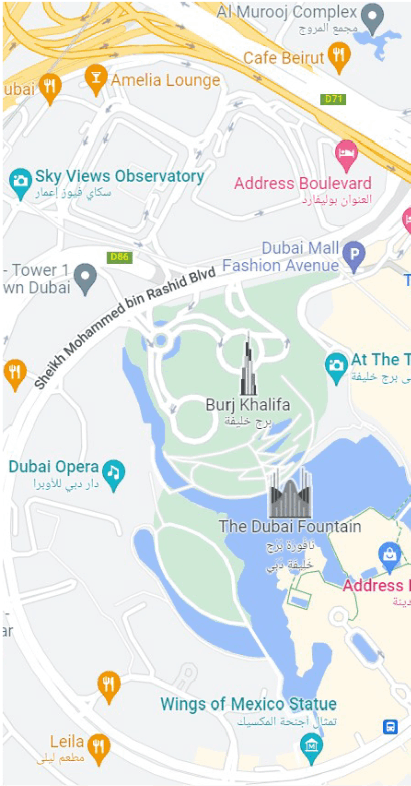 Al Murooj Complex
مجمع المروج
Cafe Beirut
ubai
Amelia Lounge
D71
Sky Views Observatory
سكاي فيوز إعمار
Address Boulevard
العنوان بوليفارد
D86
Dubai Mall
Fashion Avenue
P
- Tower 1
wn Dubai
Sheikh Mohammed bin Rashid Blvd
T
At The T
ى برج خليفة
Burj Khalifa
برج خليفة
Dubai Opera
دار دبي للأوبرا
The Dubai Fountain
نافورة برج
خليفة دبي
Address
دينة
ar
Wings of Mexico Statue
تمثال أجنحة المكسيك
Leila
مطعم ليلى